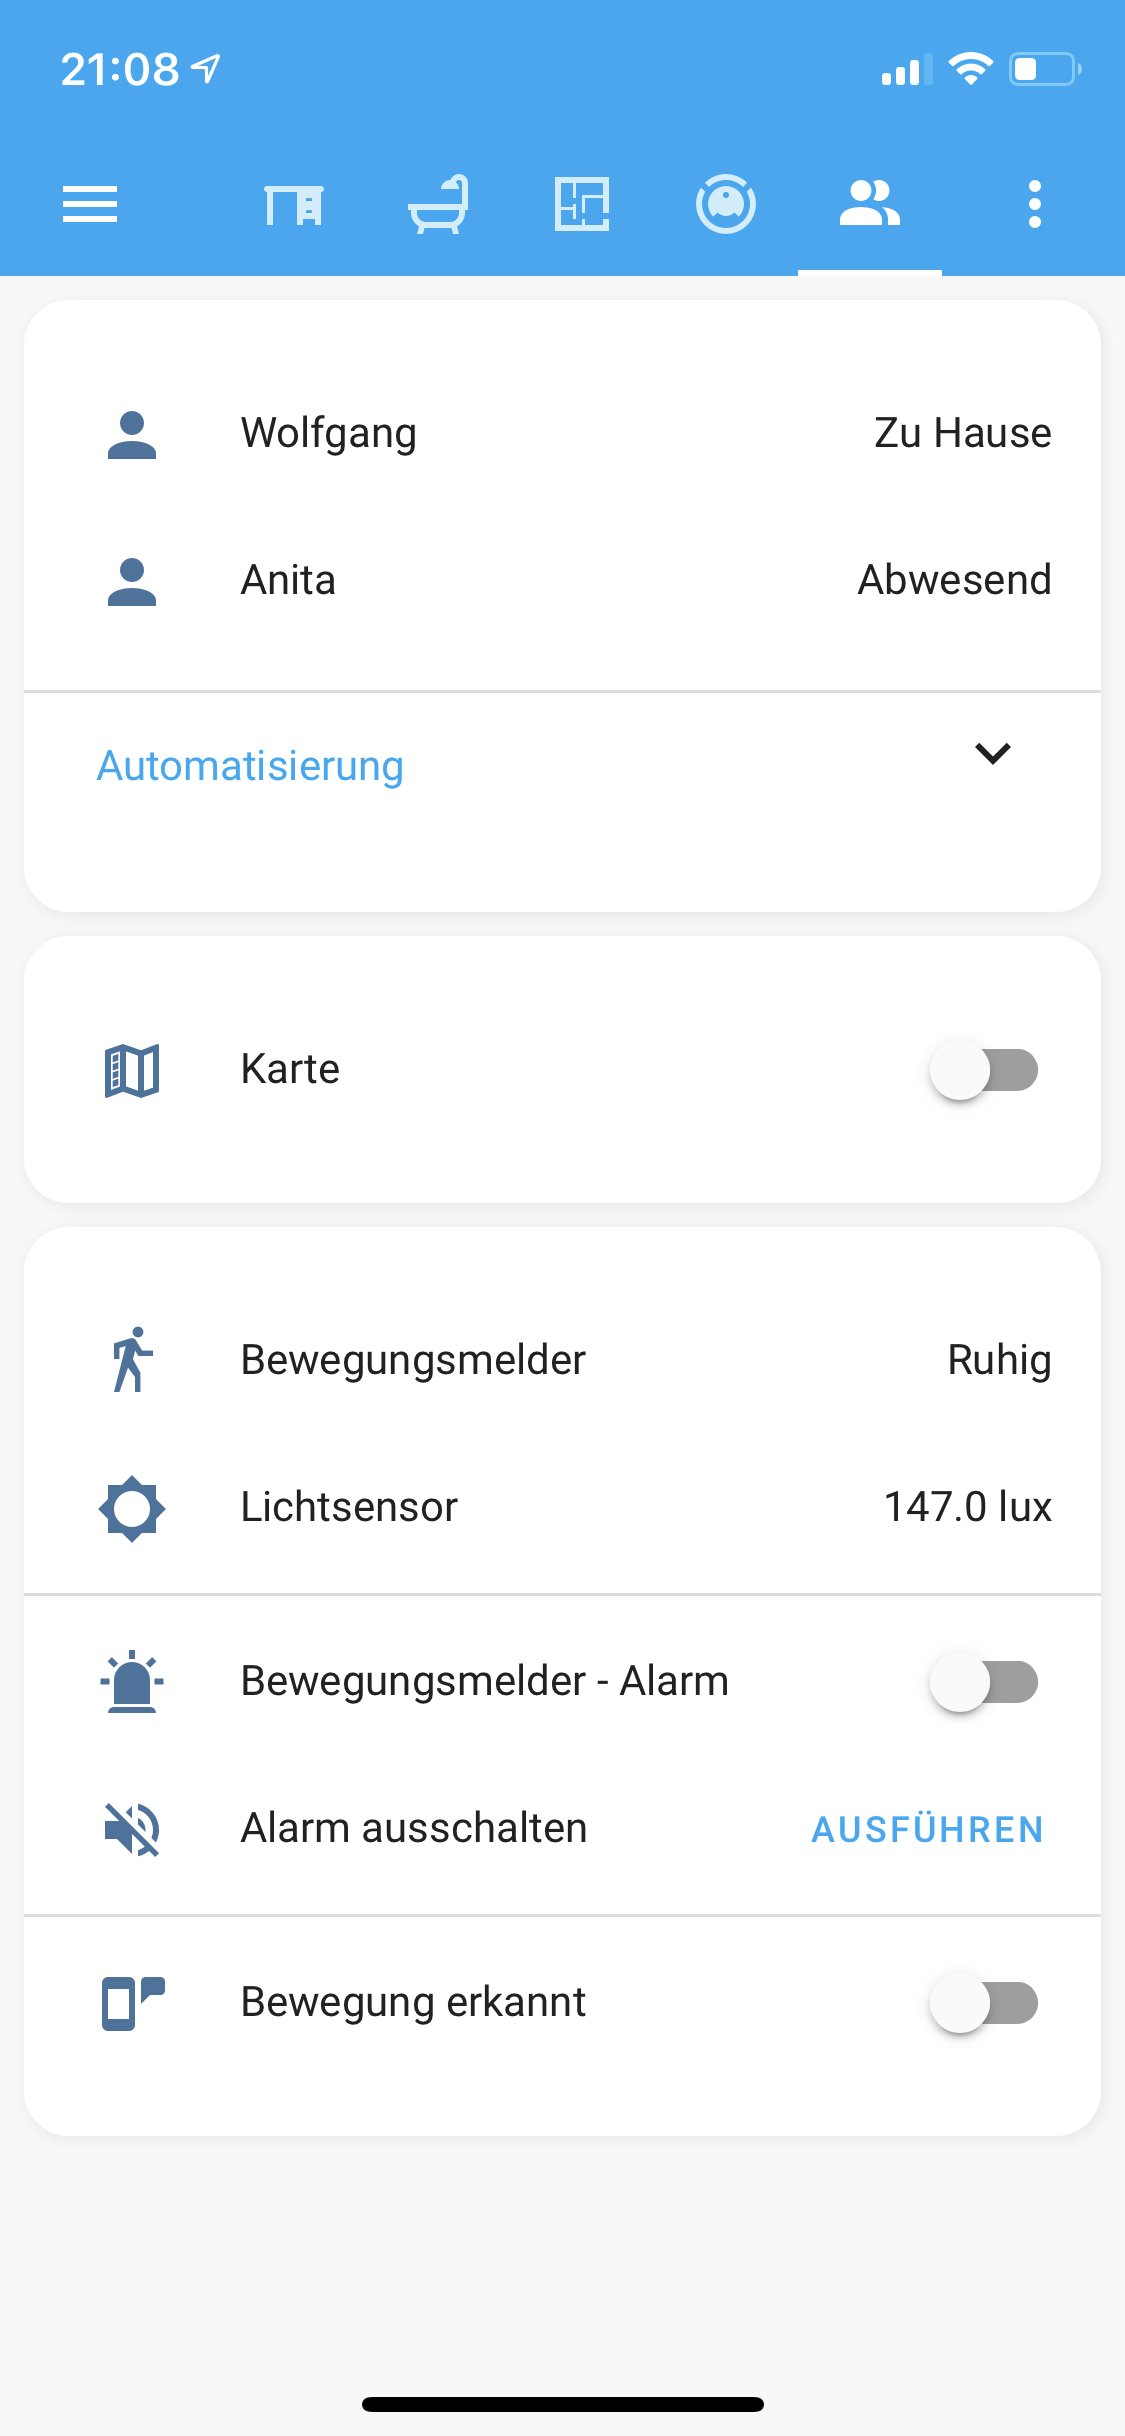 21:08
Wolfgang Zu Hause
Anita Abwesend
Automatisierung
Karte
Bewegungsmelder Ruhig
Lichtsensor 147.0 lux
Bewegungsmelder - Alarm
Alarm ausschalten AUSFÜHREN
Bewegung erkannt